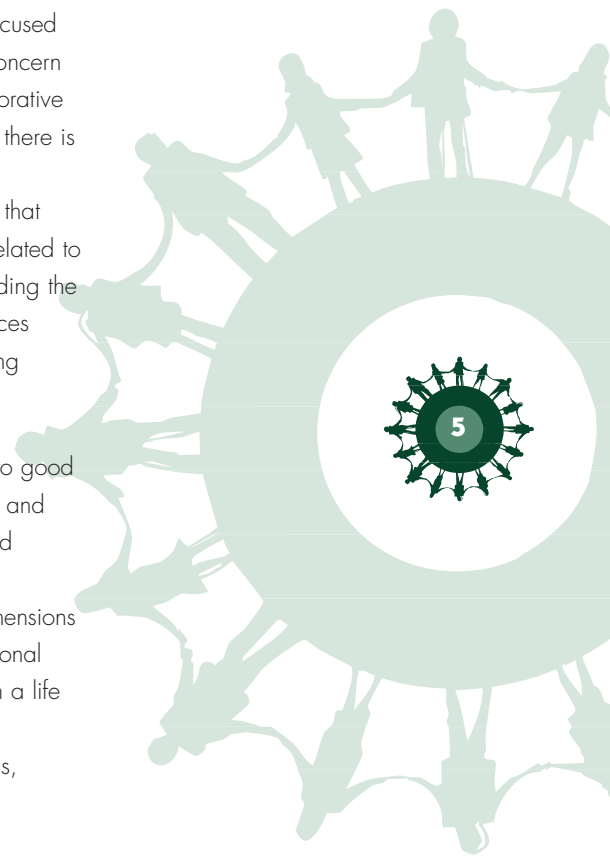 cused
oncern
orative
there is
that
elated to
ding the
ces
ng
o good
and
d
nensions
onal
n a life
s,
5